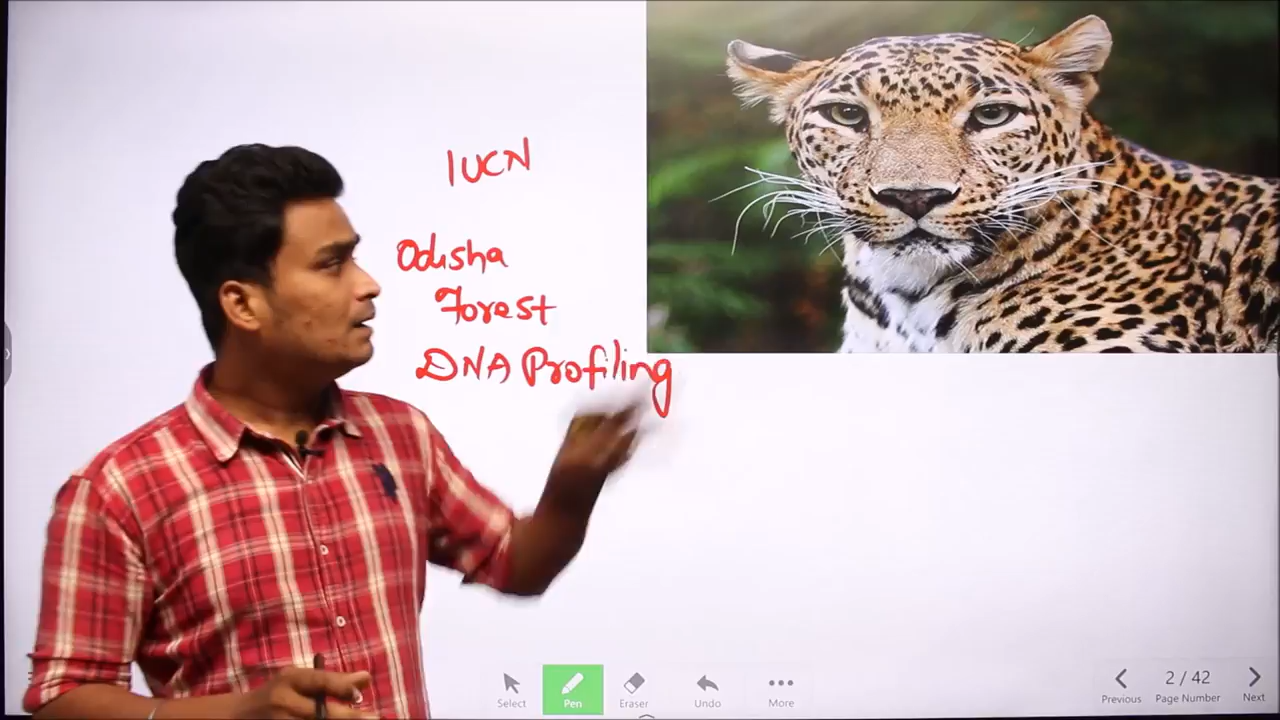 IUCN
Odisha
Forest
DNA Profiling
Select
Pen
Eraser
Undo
More
Previous
2 / 42
Page Number
Next